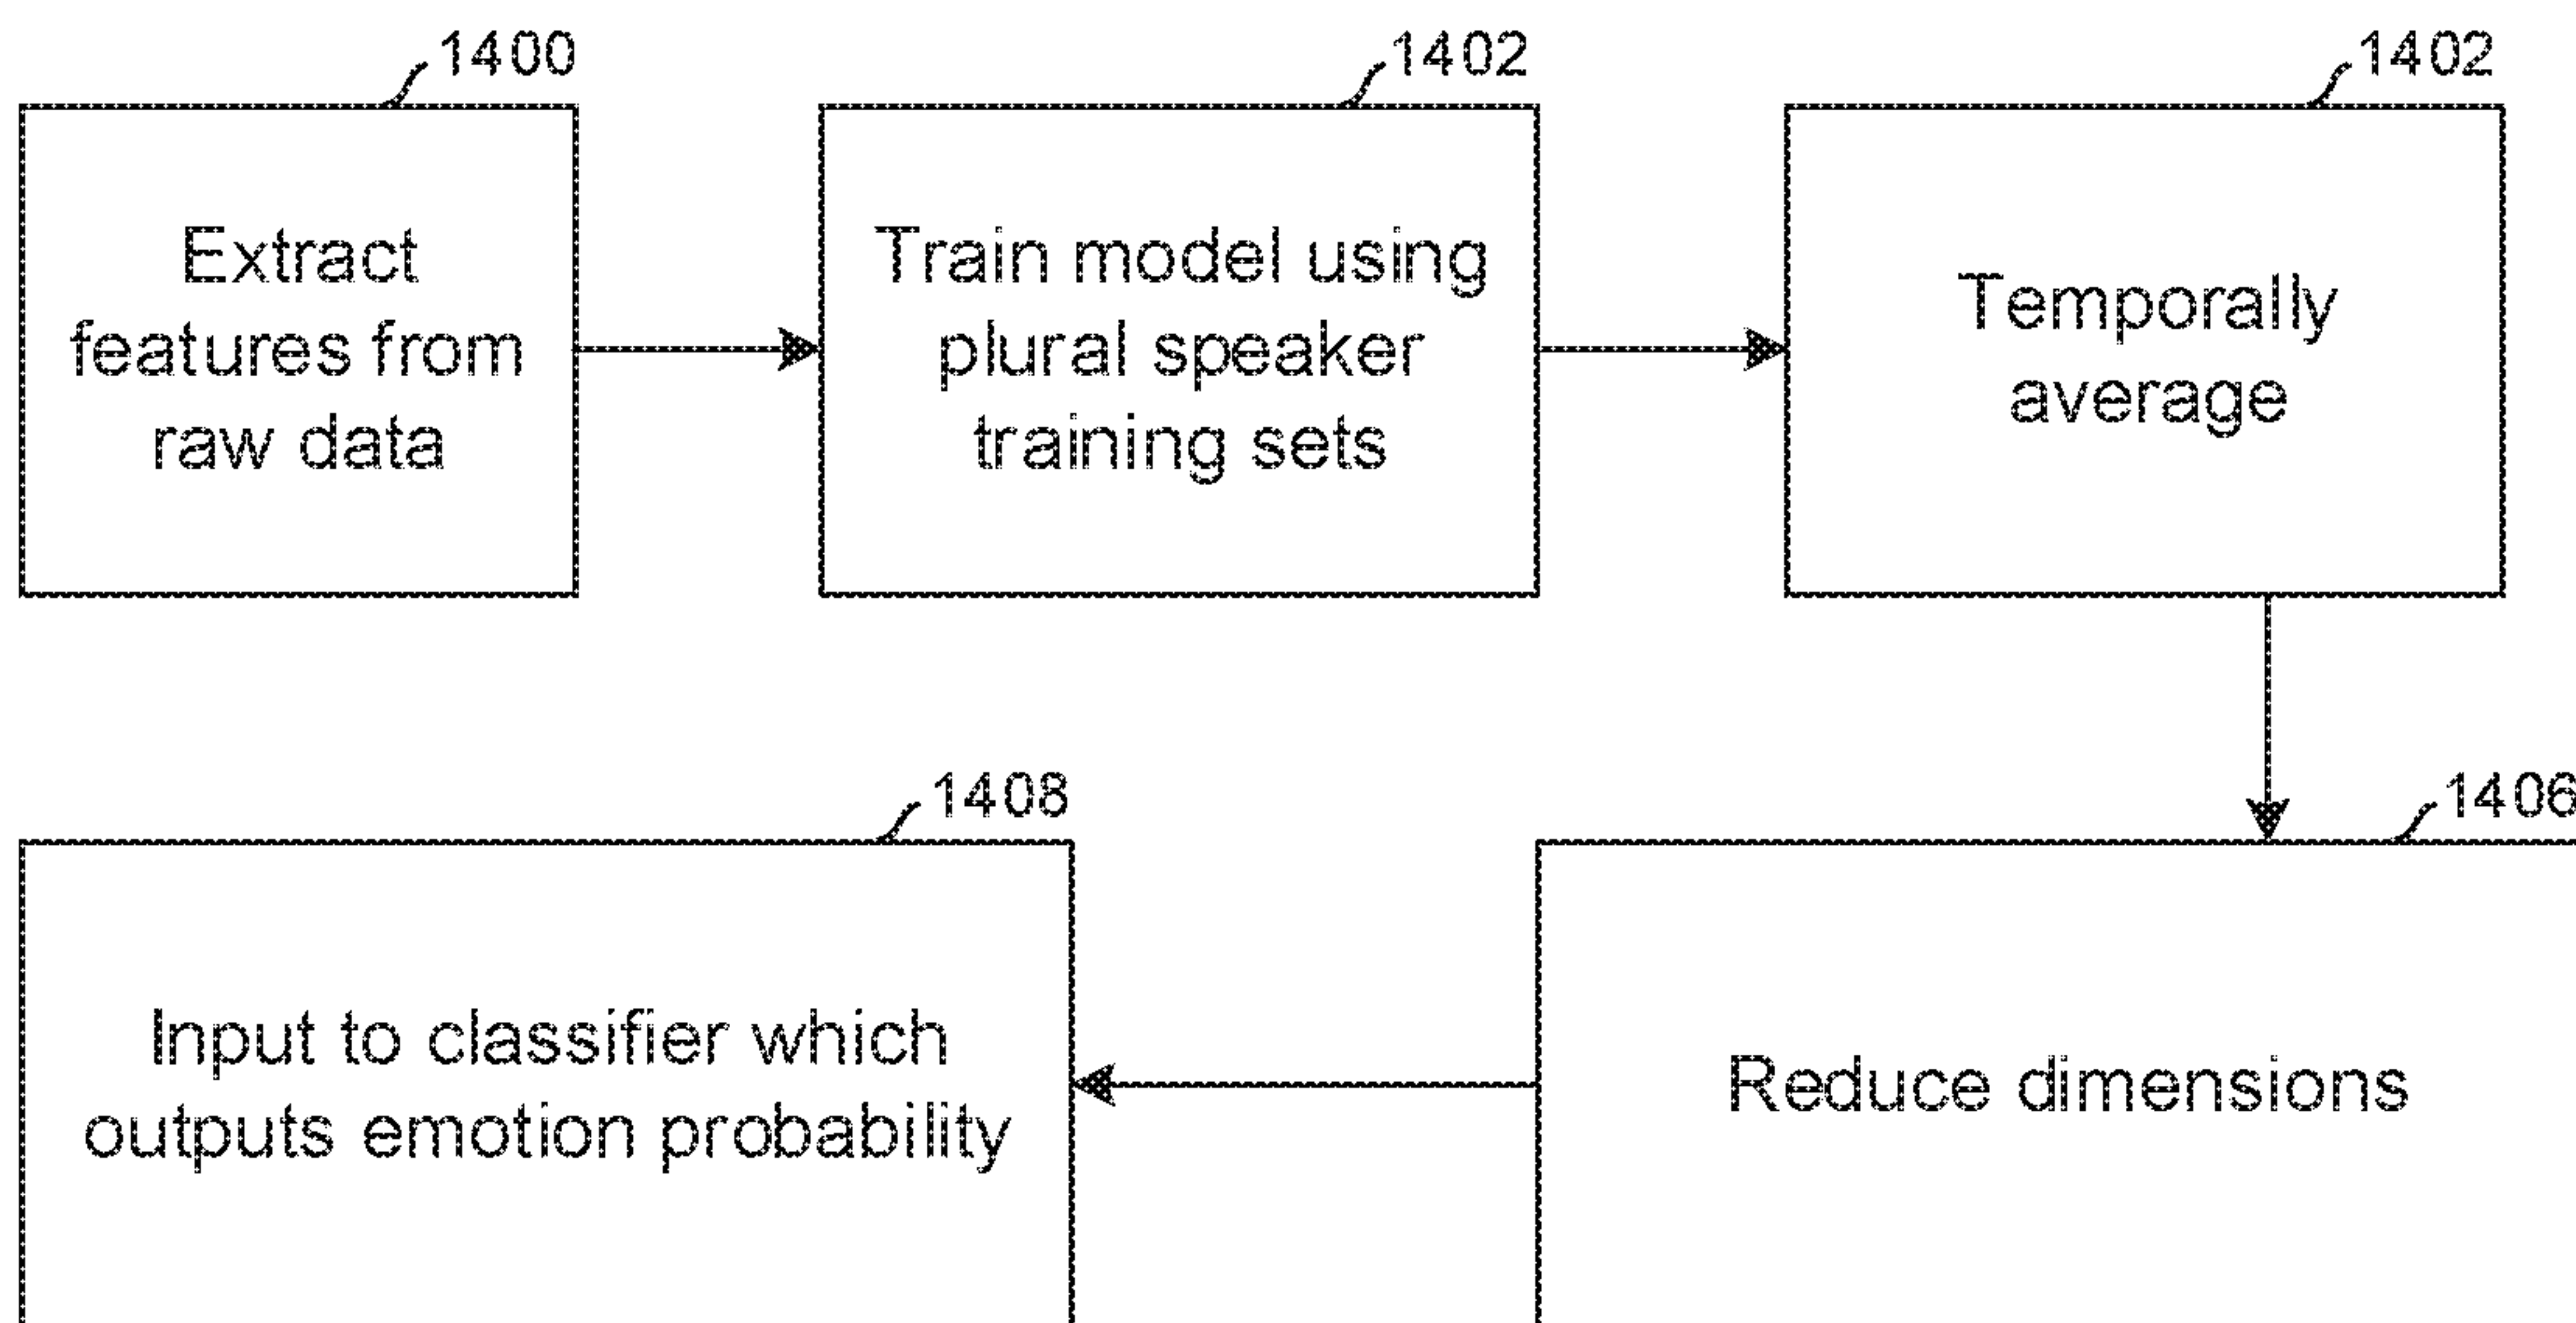 1400
Extract
features from
raw data
1402
Train model using
plural speaker
training sets
1402
Temporally
average
1408
Input to classifier which
outputs emotion probability
1406
Reduce dimensions